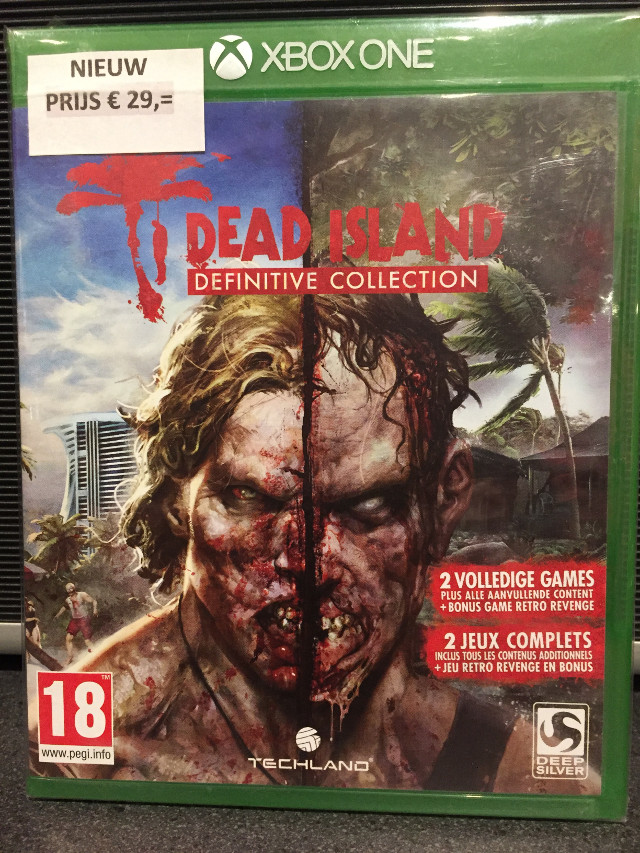 NIEUW
PRIJS € 29,=
XBOX ONE
DEAD ISLAND
DEFINITIVE COLLECTION
2 VOLLEDIGE GAMES
PLUS ALLE AANVULLENDE CONTENT
+ BONUS GAME RETRO REVENGE
2 JEUX COMPLETS
INCLUS TOUS LES CONTENUS ADDITIONNELS
+ JEU RETRO REVENGE EN BONUS
18 TM
www.pegi.info
TECHLAND
DEEP
SILVER